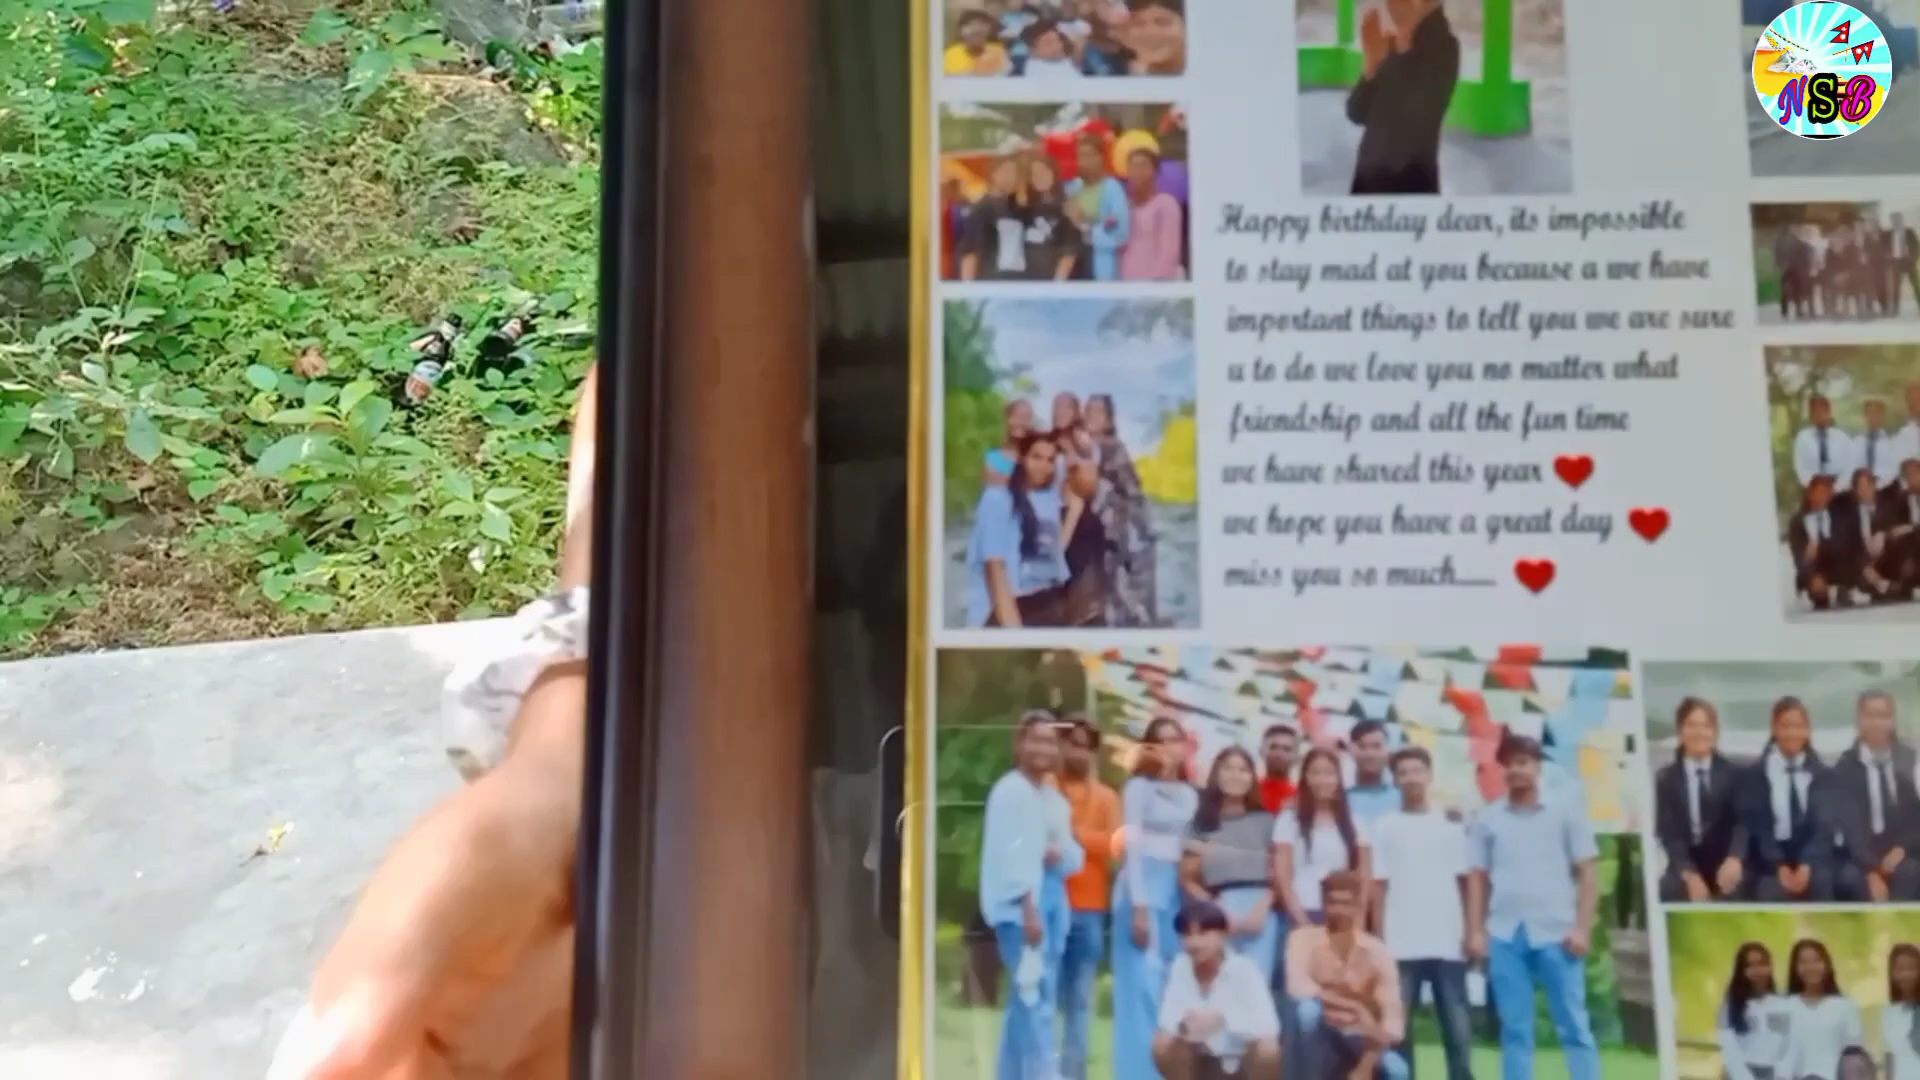 NSB
Happy birthday dear, its impossible
to stay mad at you because a we have
important things to tell you we are sure
u to do we love you no matter what
friendship and all the fun time
we have shared this year
we hope you have a great day
miss you so much......